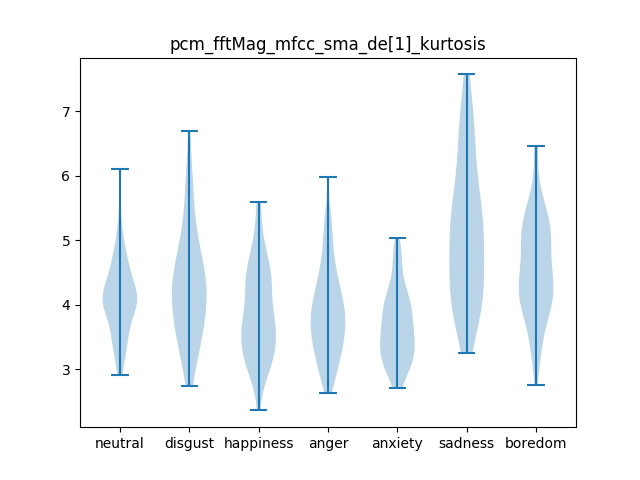 pcm_fftMag_mfcc_sma_de[1]_kurtosis
7
6
5
4
3
neutral disgust happiness anger anxiety sadness boredom